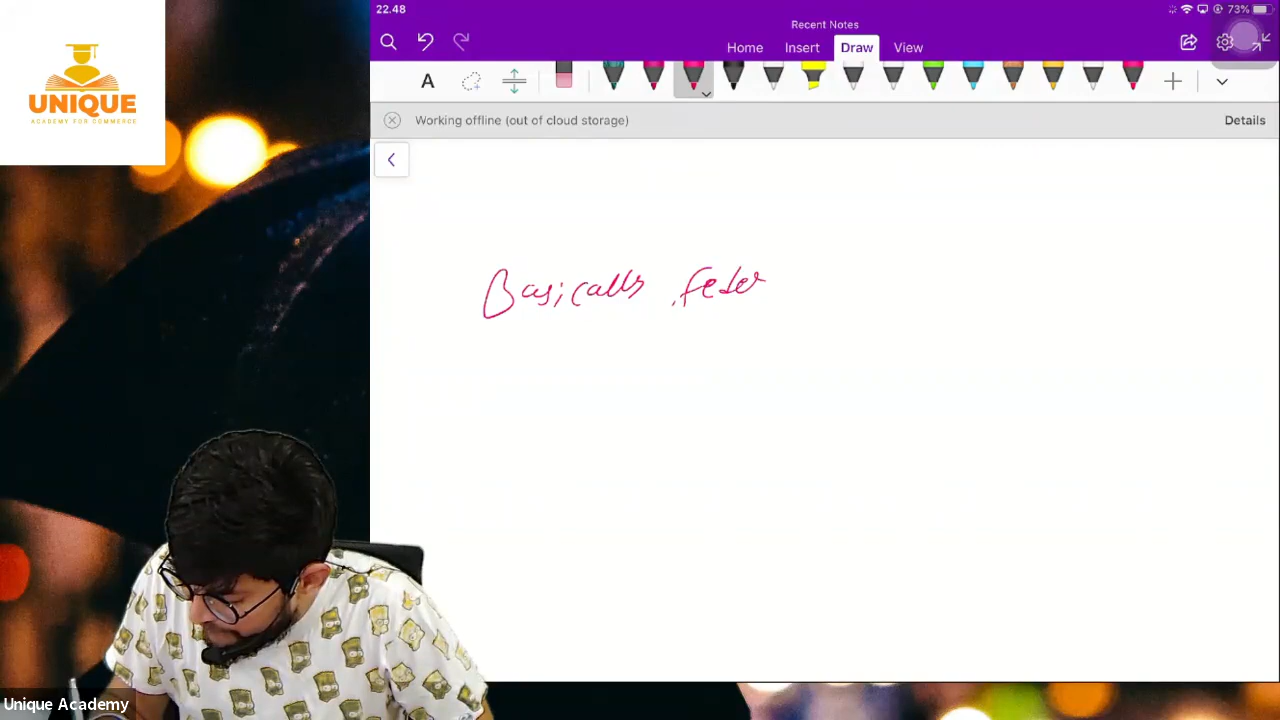 UNIQUE
ACADEMY FOR COMMERCE
22.48
73%
Recent Notes
Home Insert Draw View
A
Working offline (out of cloud storage)
Details
Basically
Unique Academy